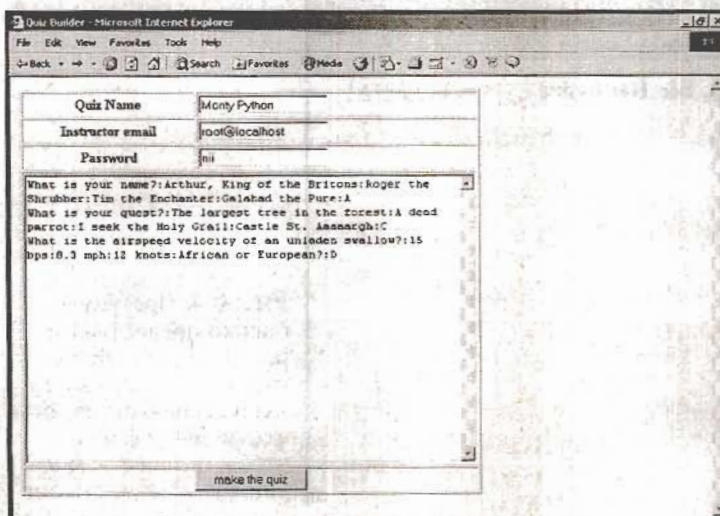 Quiz Builder - Microsoft Internet Explorer
File Edit View Favorites Tools Help
Back Search Favorites Media
Quiz Name Monty Python
Instructor email root@localhost
Password nii
What is your name?:Arthur, King of the Britons:Roger the
Shrubber:Tim the Enchanter:Galahad the Pure:A
What is your quest?:The largest tree in the forest:A dead
parrot:I seek the Holy Grail:Castle St. Aaaaargh:C
What is the airspeed velocity of an unladen swallow?:15
bps:8.3 mph:12 knots:African or European?:D
make the quiz